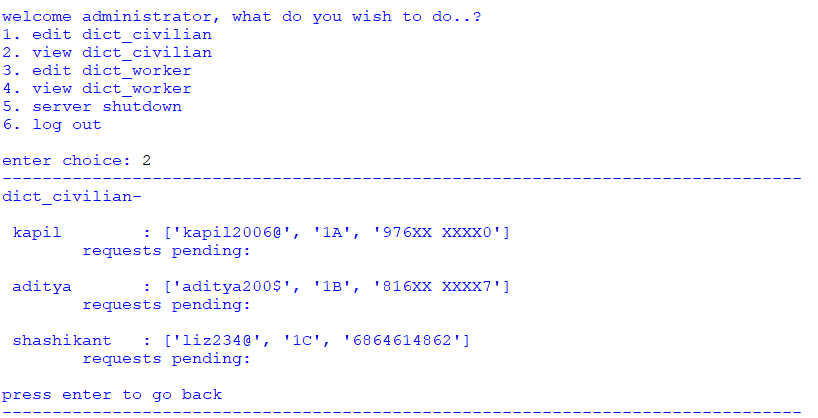 welcome administrator, what do you wish to do..?
1. edit dict_civilian
2. view dict_civilian
3. edit dict_worker
4. view dict_worker
5. server shutdown
6. log out
enter choice: 2
--------------------------------------------------------------------------------
dict_civilian-
kapil        : ['kapil2006@', '1A', '976XX XXXX0']
requests pending:
aditya       : ['aditya200$', '1B', '816XX XXXX7']
requests pending:
shashikant   : ['liz234@', '1C', '6864614862']
requests pending:
press enter to go back
--------------------------------------------------------------------------------